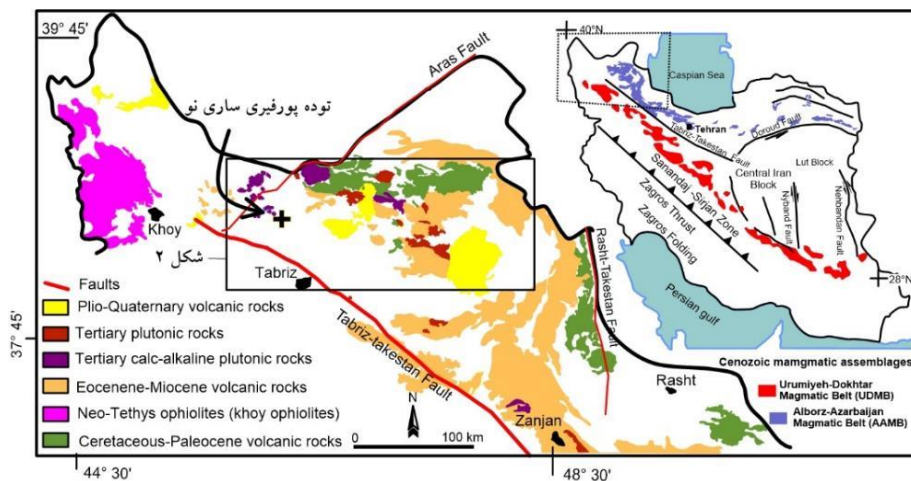 39° 45'
توده پورفیری ساری نو
Aras Fault
Khoy
شکل ۲
Tabriz
Faults
Plio-Quaternary volcanic rocks
Tertiary plutonic rocks
Tertiary calc-alkaline plutonic rocks
Eocenene-Miocene volcanic rocks
Neo-Tethys ophiolites (khoy ophiolites)
Ceretaceous-Paleocene volcanic rocks
37° 45'
Tabriz-takestan Fault
Rasht-Takestan Fault
Rasht
Zanjan
N
0
100 km
44° 30'
48° 30'
40°N
Caspian Sea
Tehran
Tabriz-Takestan Fault
Doroud Fault
Sanandaj -Sirjan Zone
Zagros Thrust
Zagros Folding
Central Iran
Block
Lut Block
Nyband Fault
Nehbandan Fault
28°N
Persian gulf
Cenozoic mamgmatic assemblages
Urumiyeh-Dokhtar
Magmatic Belt (UDMB)
Alborz-Azarbaijan
Magmatic Belt (AAMB)